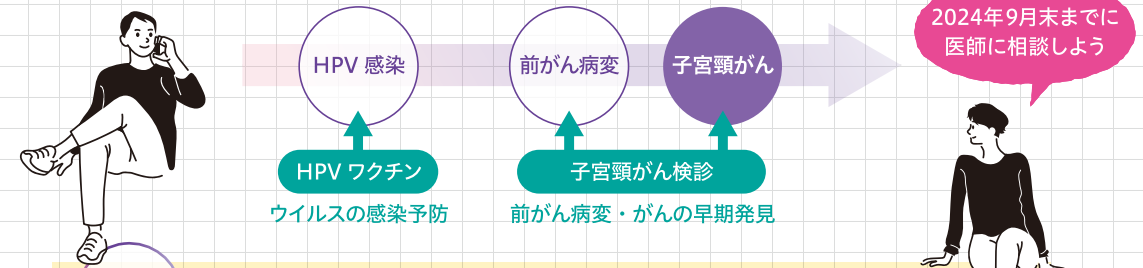 2024年9月末までに
医師に相談しよう
HPV 感染
前がん病変
子宮頸がん
HPV ワクチン
子宮頸がん検診
ウイルスの感染予防
前がん病変・がんの早期発見